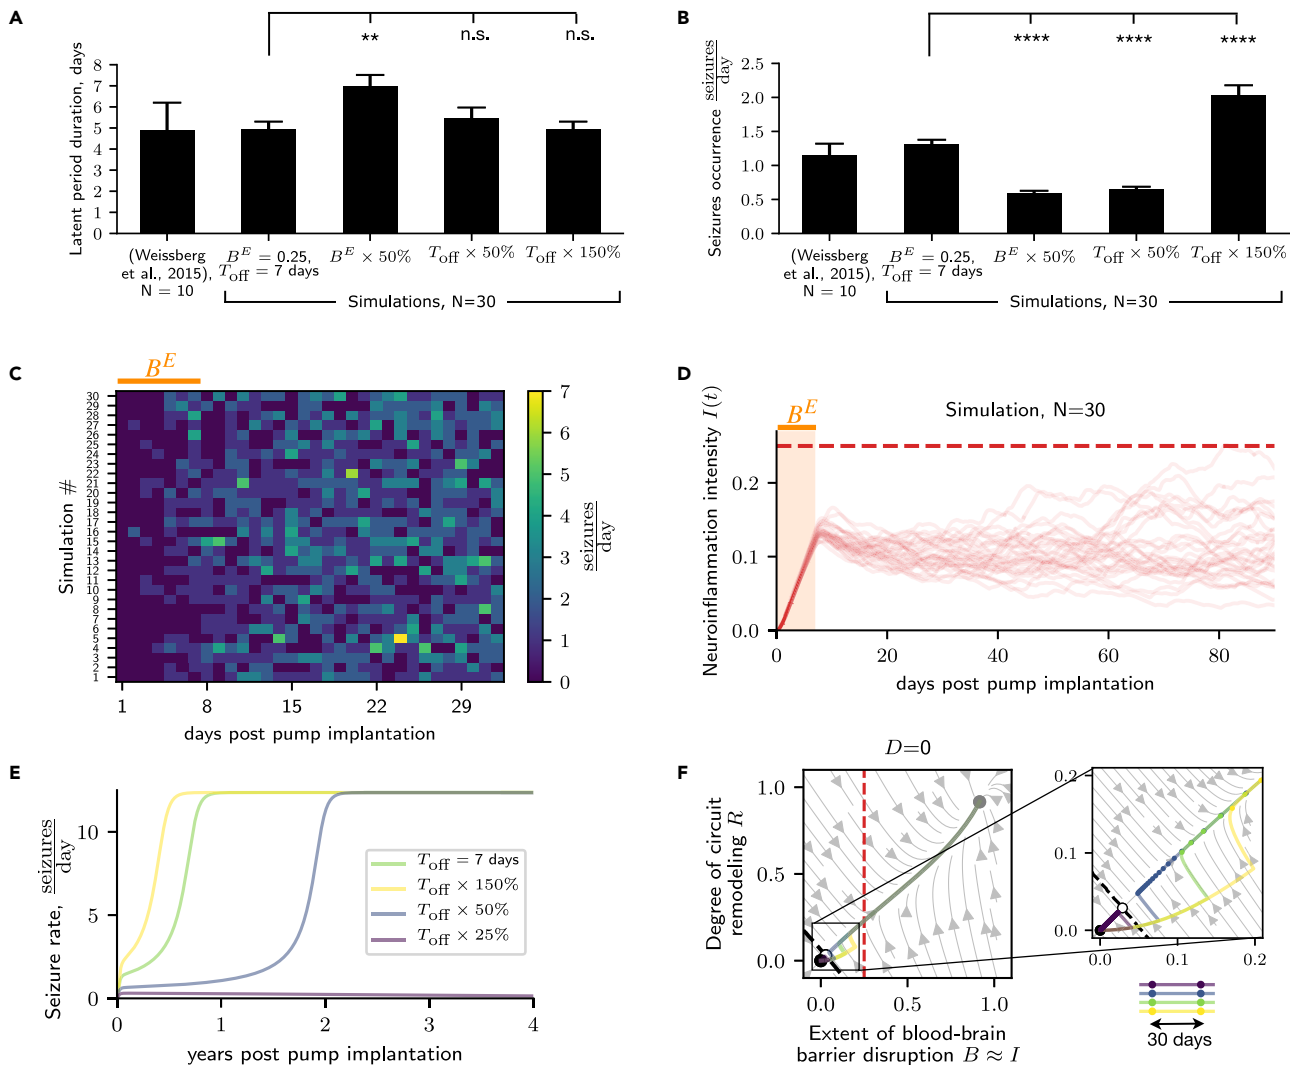 A
Latent period duration, days
8
7
6
5
4
3
2
1
0
**
n.s.
n.s.
(Weissberg
et al., 2015),
N = 10
B^E = 0.25,
T_off = 7 days
B^E × 50%
T_off × 50%
T_off × 150%
Simulations, N=30
B
Seizures occurrence seizures/day
2.5
2.0
1.5
1.0
0.5
0.0
****
****
****
(Weissberg
et al., 2015),
N = 10
B^E = 0.25,
T_off = 7 days
B^E × 50%
T_off × 50%
T_off × 150%
Simulations, N=30
C
B^E
Simulation #
30
29
28
27
26
25
24
23
22
21
20
19
18
17
16
15
14
13
12
11
10
9
8
7
6
5
4
3
2
1
1 8 15 22 29
days post pump implantation
7
6
5
4
3
2
1
0
seizures/day
D
Simulation, N=30
B^E
Neuroinflammation intensity I(t)
0.2
0.1
0.0
0 20 40 60 80
days post pump implantation
E
Seizure rate, seizures/day
10
5
0
T_off = 7 days
T_off × 150%
T_off × 50%
T_off × 25%
0 1 2 3 4
years post pump implantation
F
D=0
Degree of circuit
remodeling R
1.0
0.5
0.0
0.0 0.5 1.0
Extent of blood-brain
barrier disruption B ≈ I
0.2
0.1
0.0
0.0 0.1 0.2
30 days